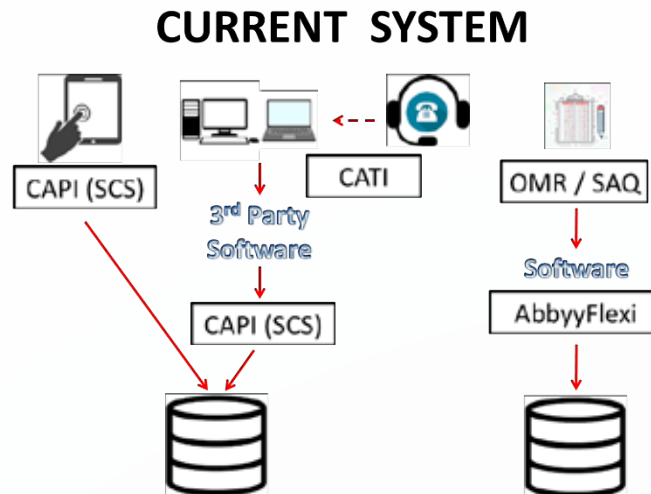 CURRENT SYSTEM
CAPI (SCS)
CATI
OMR / SAQ
3rd Party
Software
Software
CAPI (SCS)
AbbyyFlexi